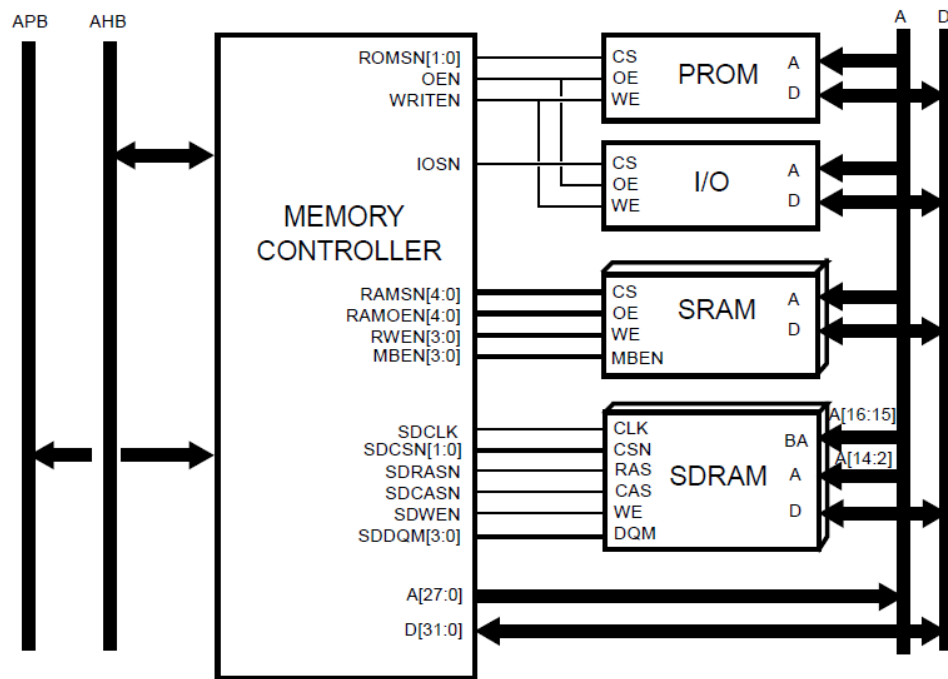 APB
AHB
A
D
MEMORY
CONTROLLER
ROMSN[1:0]
OEN
WRITEN
IOSN
RAMSN[4:0]
RAMOEN[4:0]
RWEN[3:0]
MBEN[3:0]
SDCLK
SDCSN[1:0]
SDRASN
SDCASN
SDWEN
SDDQM[3:0]
A[27:0]
D[31:0]
CS
OE
WE
PROM
A
D
CS
OE
WE
I/O
A
D
CS
OE
WE
MBEN
SRAM
A
D
CLK
CSN
RAS
CAS
WE
DQM
SDRAM
BA
A
D
A[16:15]
A[14:2]